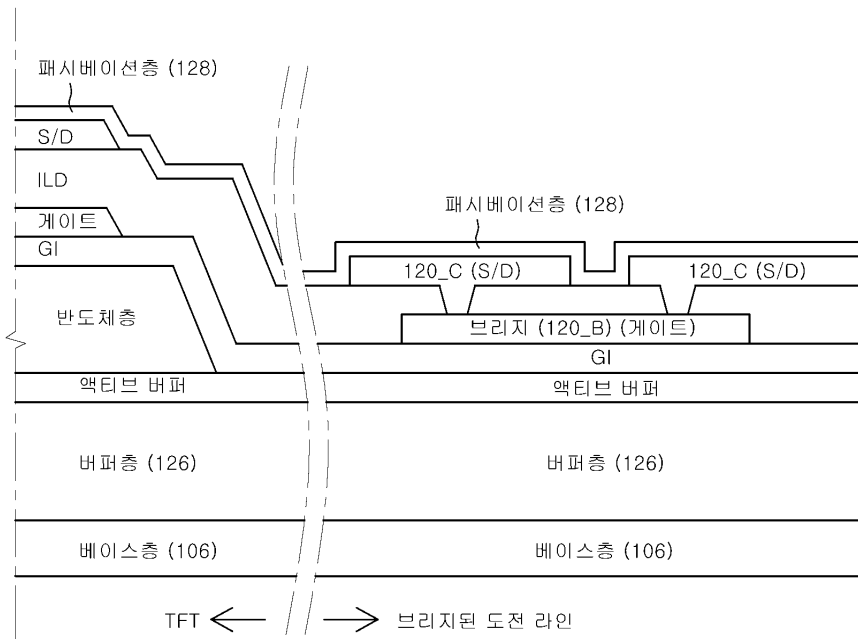 패시베이션층 (128)
S/D
ILD
게이트
GI
반도체층
액티브 버퍼
버퍼층 (126)
베이스층 (106)
패시베이션층 (128)
120_C (S/D)
120_C (S/D)
브리지 (120_B) (게이트)
GI
액티브 버퍼
버퍼층 (126)
베이스층 (106)
TFT
브리지된 도전 라인